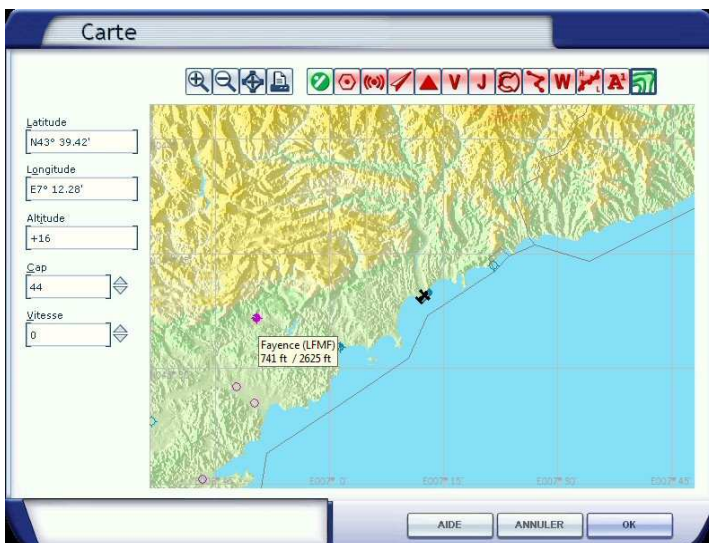 Carte
V
J
W
H
L
A¹
Latitude
N43° 39.42'
Longitude
E7° 12.28'
Altitude
+16
Cap
44
Vitesse
0
Fayence (LFMF)
741 ft / 2625 ft
E007° 0'
E007° 15'
E007° 30'
E007° 45'
AIDE
ANNULER
OK